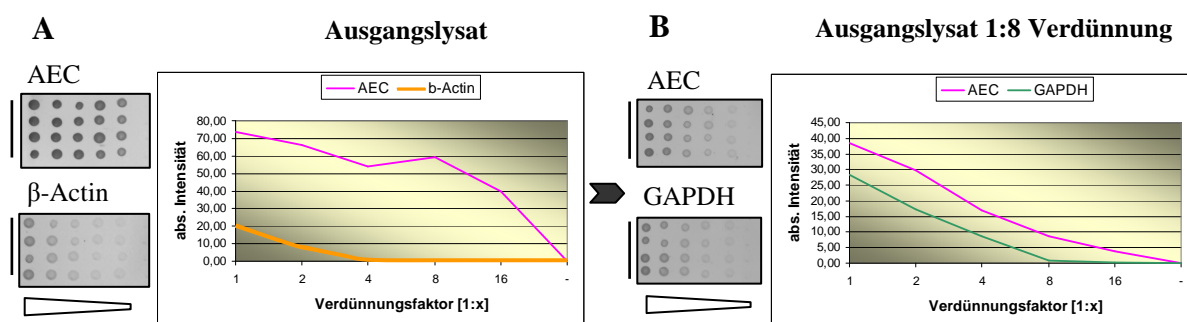 A
Ausgangslysat
AEC
β-Actin
AEC b-Actin
abs. Intensität
80,00
70,00
60,00
50,00
40,00
30,00
20,00
10,00
0,00
1 2 4 8 16 -
Verdünnungsfaktor [1:x]
B
Ausgangslysat 1:8 Verdünnung
AEC
GAPDH
AEC GAPDH
abs. Intensität
45,00
40,00
35,00
30,00
25,00
20,00
15,00
10,00
5,00
0,00
1 2 4 8 16 -
Verdünnungsfaktor [1:x]